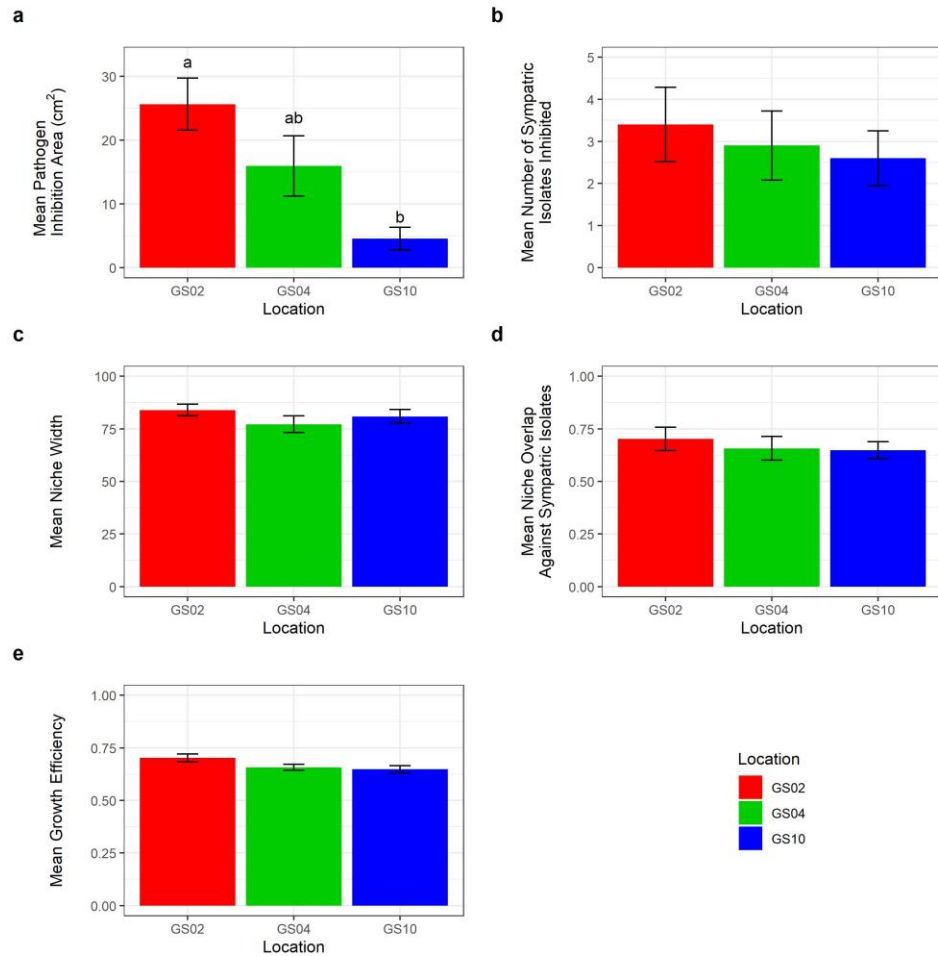 a
Mean Pathogen
Inhibition Area (cm²)
30
20
10
0
a
ab
b
GS02 GS04 GS10
Location
b
Mean Number of Sympatric
Isolates Inhibited
5
4
3
2
1
0
GS02 GS04 GS10
Location
c
Mean Niche Width
100
75
50
25
0
GS02 GS04 GS10
Location
d
Mean Niche Overlap
Against Sympatric Isolates
1.00
0.75
0.50
0.25
0.00
GS02 GS04 GS10
Location
e
Mean Growth Efficiency
1.00
0.75
0.50
0.25
0.00
GS02 GS04 GS10
Location
Location
GS02
GS04
GS10